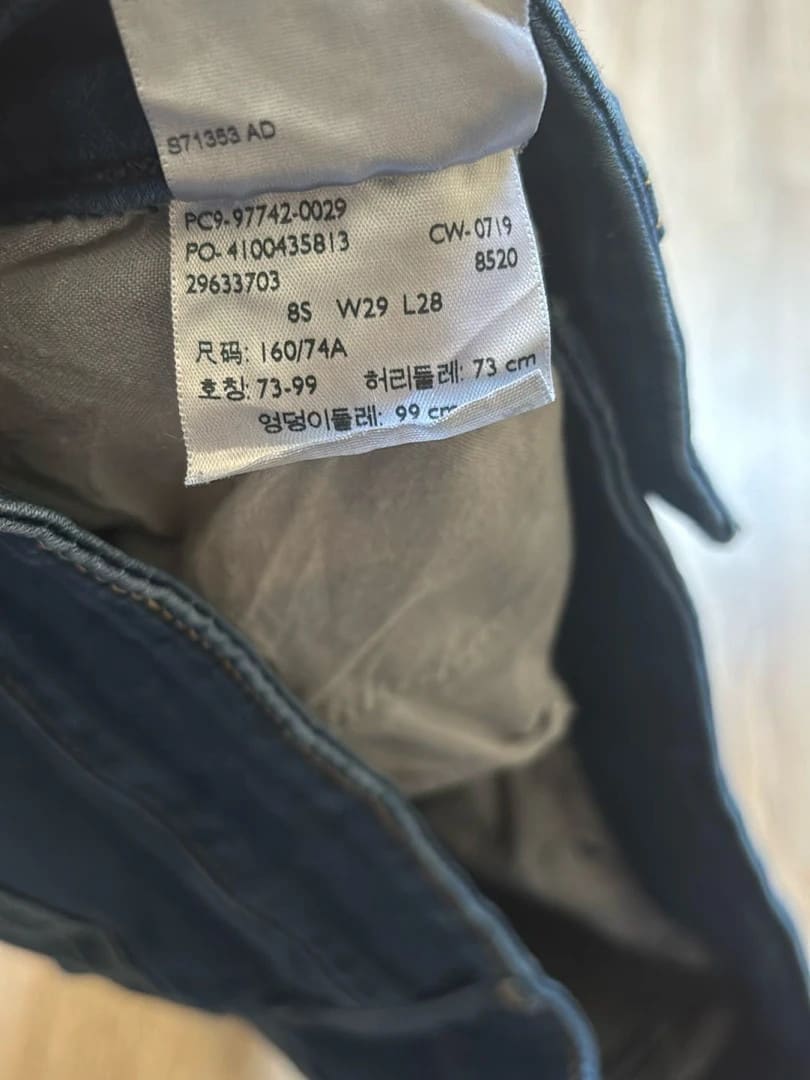 S71353 AD
PC9-97742-0029
PO-4100435813 CW-0719
29633703 8520
8S W29 L28
尺码: 160/74A
호칭: 73-99 허리둘레: 73 cm
엉덩이둘레: 99 cm